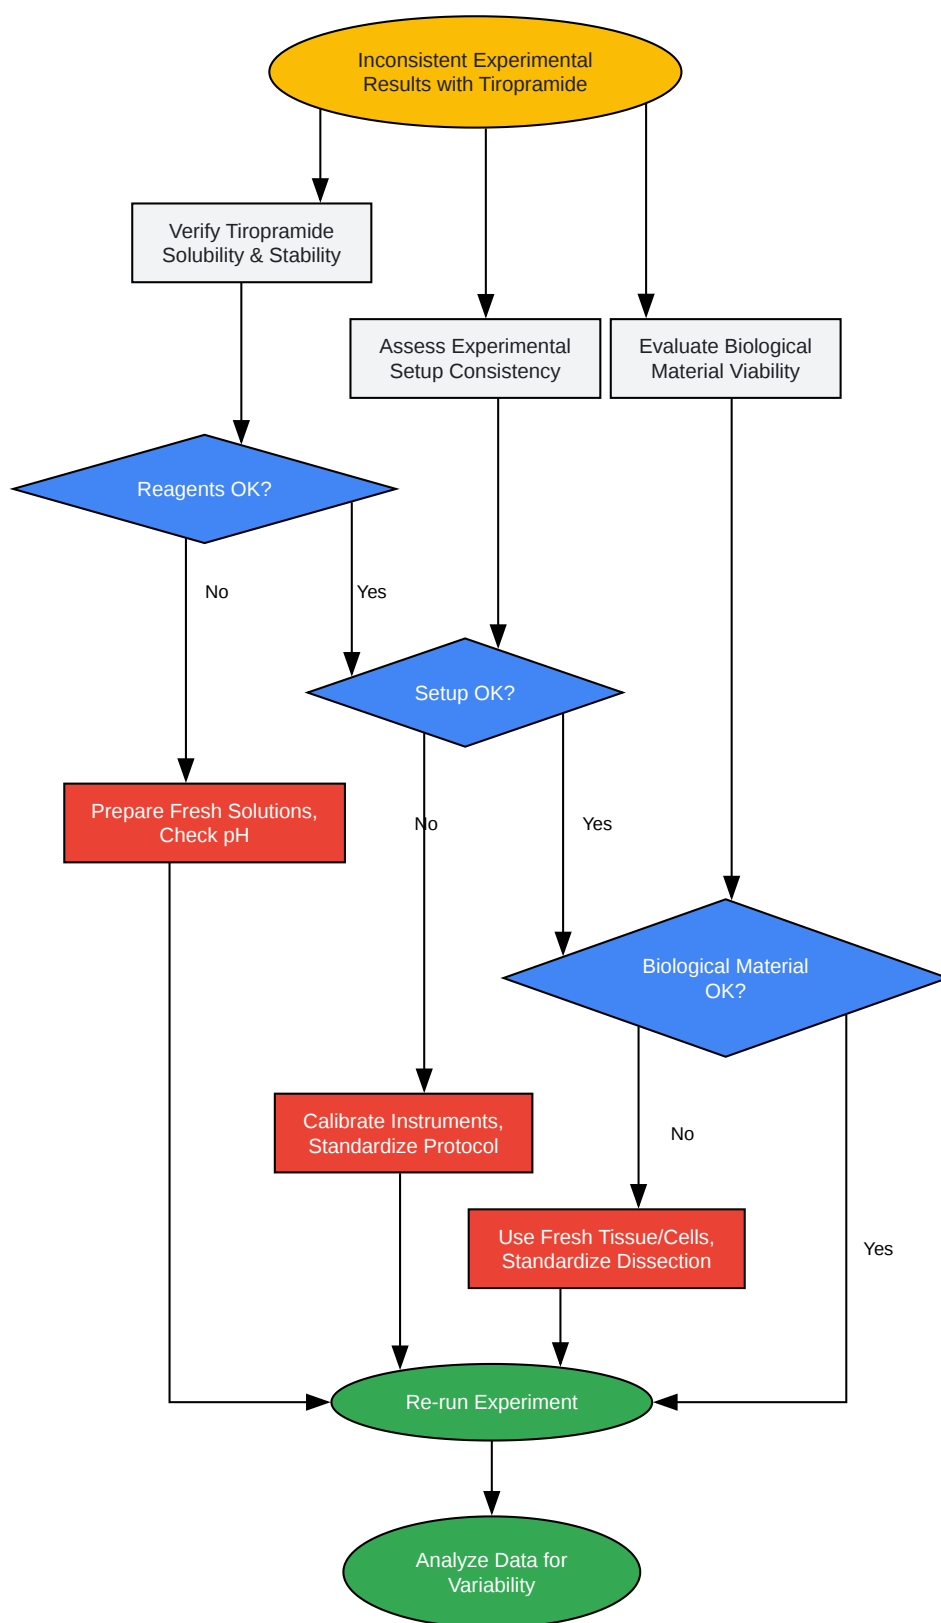 Inconsistent Experimental
Results with Tiropramide
Verify Tiropramide
Solubility & Stability
Assess Experimental
Setup Consistency
Evaluate Biological
Material Viability
Reagents OK?
No
Yes
Setup OK?
Prepare Fresh Solutions,
Check pH
No
Yes
Biological Material
OK?
Calibrate Instruments,
Standardize Protocol
No
Use Fresh Tissue/Cells,
Standardize Dissection
Yes
Re-run Experiment
Analyze Data for
Variability